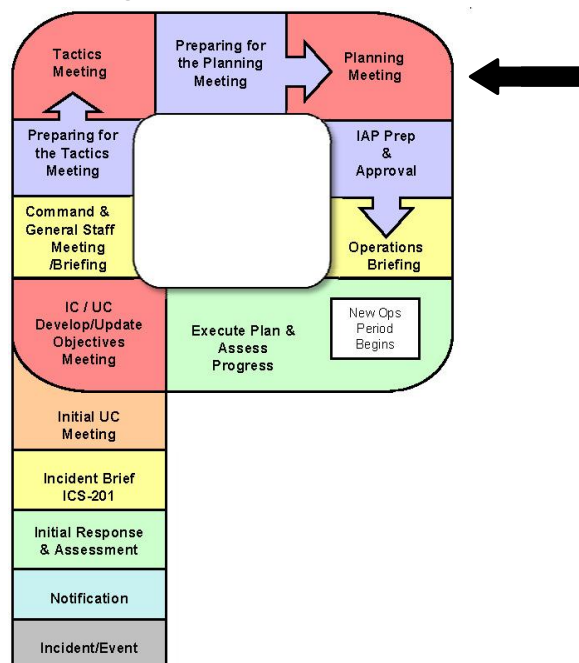 Tactics
Meeting
Preparing for
the Planning
Meeting
Planning
Meeting
Preparing for
the Tactics
Meeting
IAP Prep
&
Approval
Command &
General Staff
Meeting
/Briefing
Operations
Briefing
IC / UC
Develop/Update
Objectives
Meeting
Execute Plan &
Assess
Progress
New Ops
Period
Begins
Initial UC
Meeting
Incident Brief
ICS-201
Initial Response
& Assessment
Notification
Incident/Event